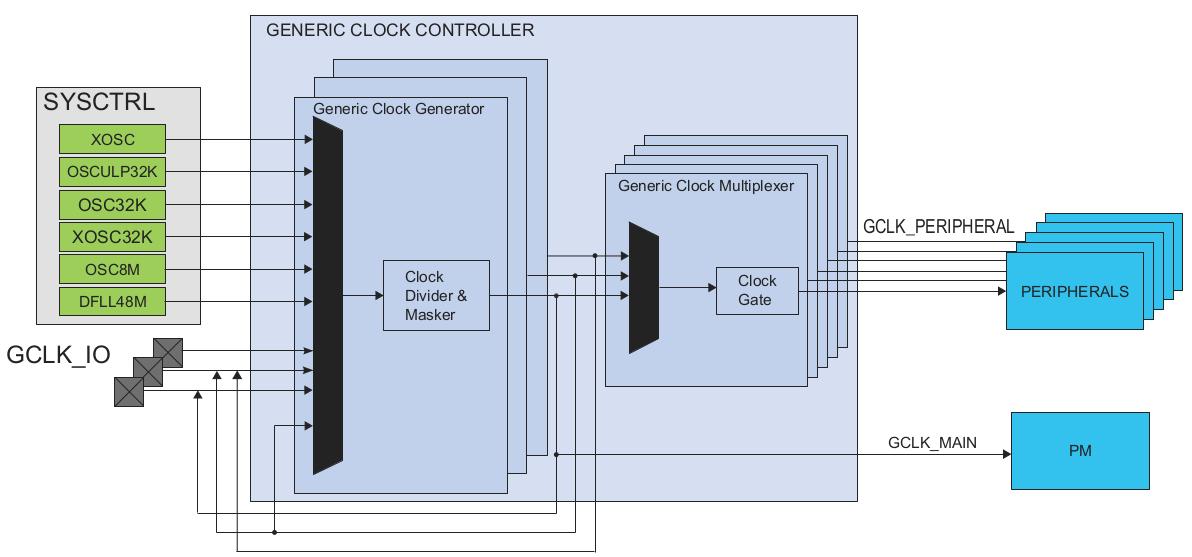 GENERIC CLOCK CONTROLLER
SYSCTRL
XOSC
OSCULP32K
OSC32K
XOSC32K
OSC8M
DFLL48M
GCLK_IO
Generic Clock Generator
Clock
Divider &
Masker
Generic Clock Multiplexer
Clock
Gate
GCLK_PERIPHERAL
PERIPHERALS
GCLK_MAIN
PM